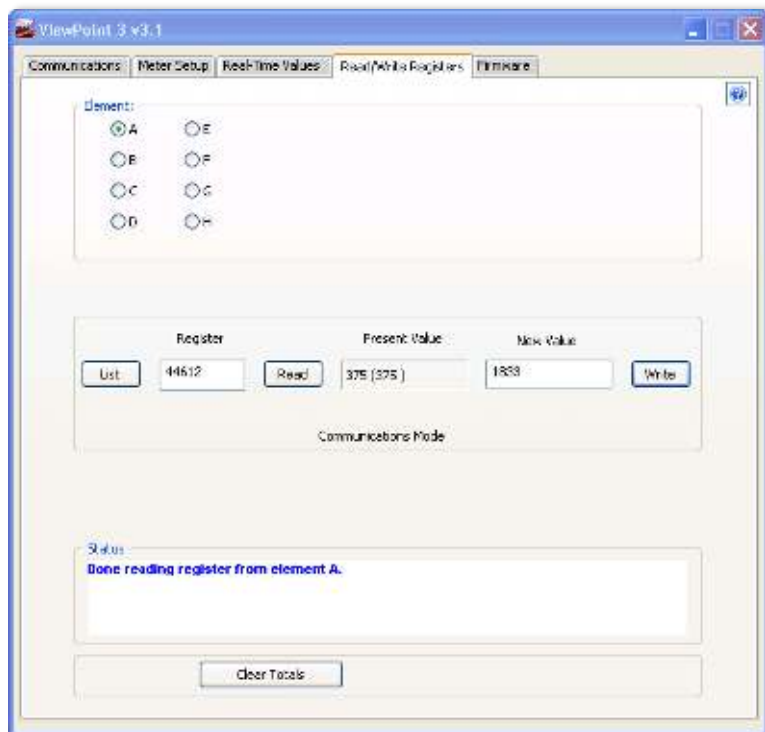 ViewPoint 3 v3.1
Communications Meter Setup Real-Time Values Read/Write Registers Firmware
Element:
A E
B F
C G
D H
Register Present Value New Value
List 44612 Read 375 (375 ) 1833 Write
Communications Mode
Status
Done reading register from element A.
Clear Totals